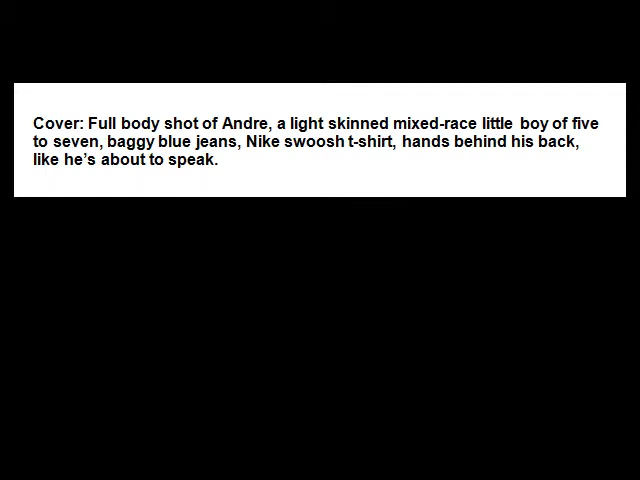 Cover: Full body shot of Andre, a light skinned mixed-race little boy of five
to seven, baggy blue jeans, Nike swoosh t-shirt, hands behind his back,
like he’s about to speak.